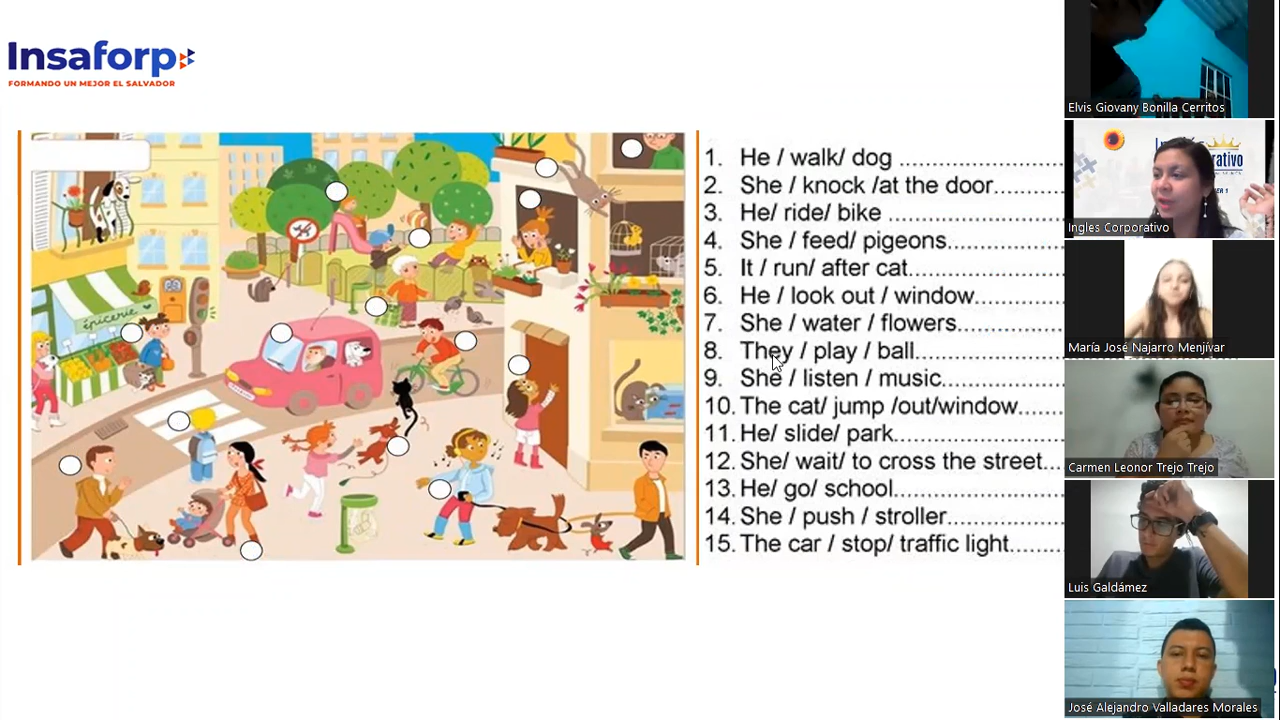 Insaforp
FORMANDO UN MEJOR EL SALVADOR
épicerie
1. He / walk/ dog ........................
2. She / knock /at the door...........
3. He/ ride/ bike ..........................
4. She / feed/ pigeons.................
5. It / run/ after cat.......................
6. He / look out / window..............
7. She / water / flowers................
8. They / play / ball......................
9. She / listen / music..................
10. The cat/ jump /out/window.......
11. He/ slide/ park.........................
12. She/ wait/ to cross the street...
13. He/ go/ school.........................
14. She / push / stroller.................
15. The car / stop/ traffic light........
Elvis Giovany Bonilla Cerritos
Ingles Corporativo
María José Najarro Menjívar
Carmen Leonor Trejo Trejo
Luis Galdámez
José Alejandro Valladares Morales